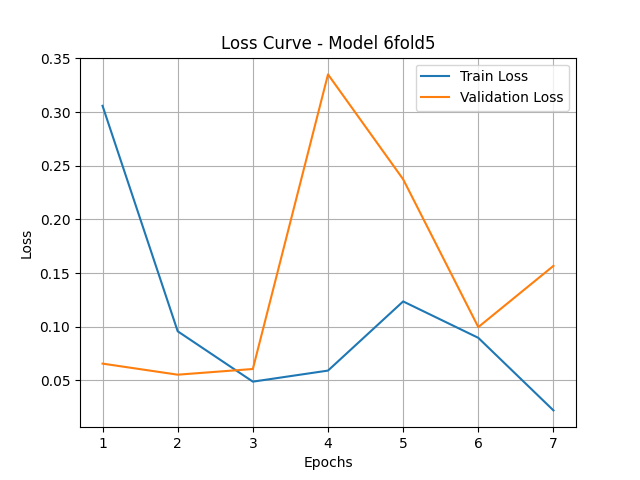 Loss Curve - Model 6fold5
Train Loss
Validation Loss
Loss
0.35
0.30
0.25
0.20
0.15
0.10
0.05
1 2 3 4 5 6 7
Epochs